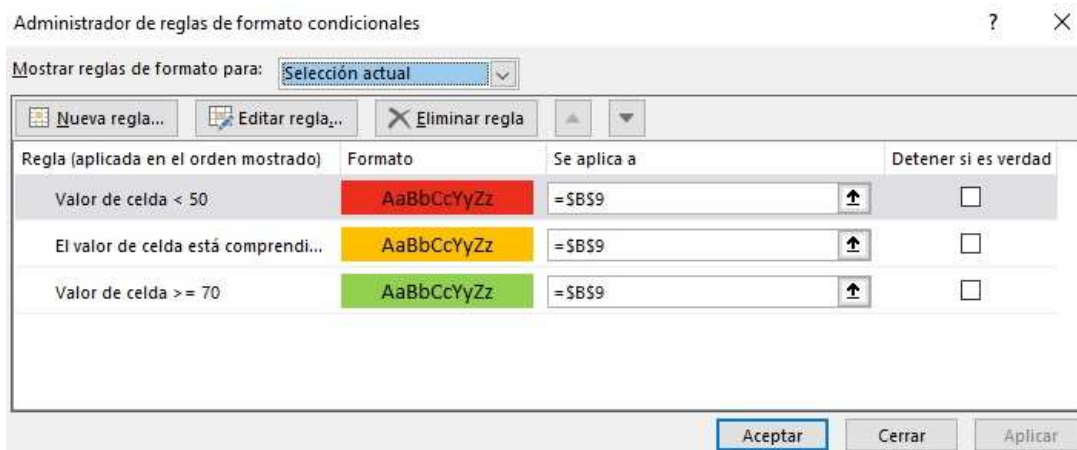 Administrador de reglas de formato condicionales ? ×
Mostrar reglas de formato para: Selección actual
Nueva regla... Editar regla... Eliminar regla
Regla (aplicada en el orden mostrado) Formato Se aplica a Detener si es verdad
Valor de celda < 50 AaBbCcYyZz =$B$9
El valor de celda está comprendi... AaBbCcYyZz =$B$9
Valor de celda >= 70 AaBbCcYyZz =$B$9
Aceptar Cerrar Aplicar